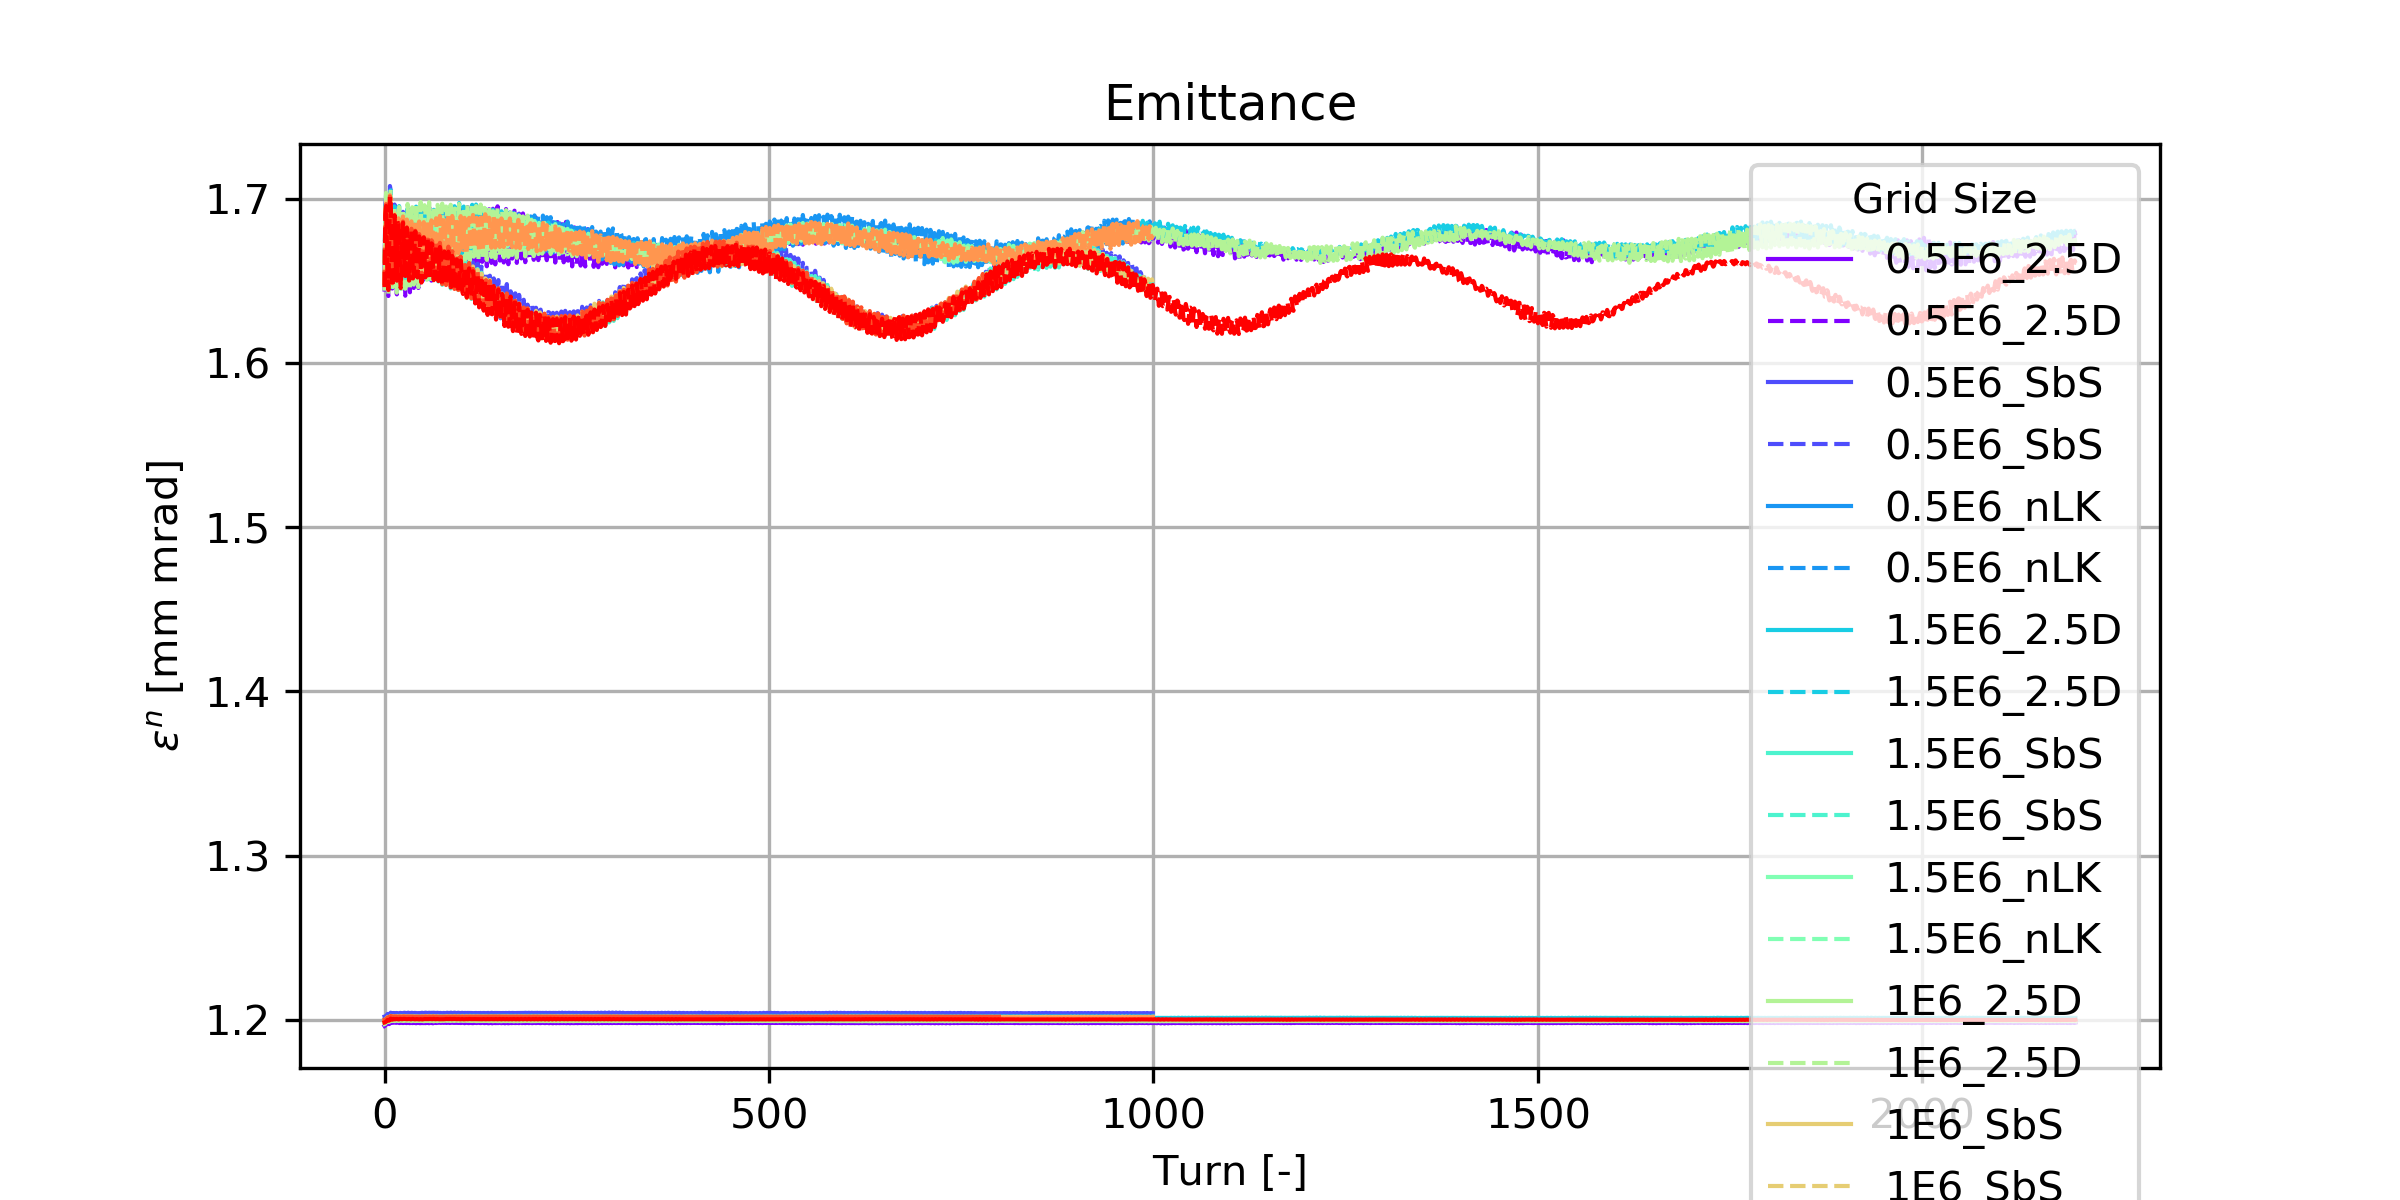 Emittance
1.7
1.6
1.5
1.4
1.3
1.2
εⁿ [mm mrad]
0
500
1000
1500
2000
Turn [-]
Grid Size
0.5E6_2.5D
0.5E6_2.5D
0.5E6_SbS
0.5E6_SbS
0.5E6_nLK
0.5E6_nLK
1.5E6_2.5D
1.5E6_2.5D
1.5E6_SbS
1.5E6_SbS
1.5E6_nLK
1.5E6_nLK
1E6_2.5D
1E6_2.5D
1E6_SbS
1E6_SbS